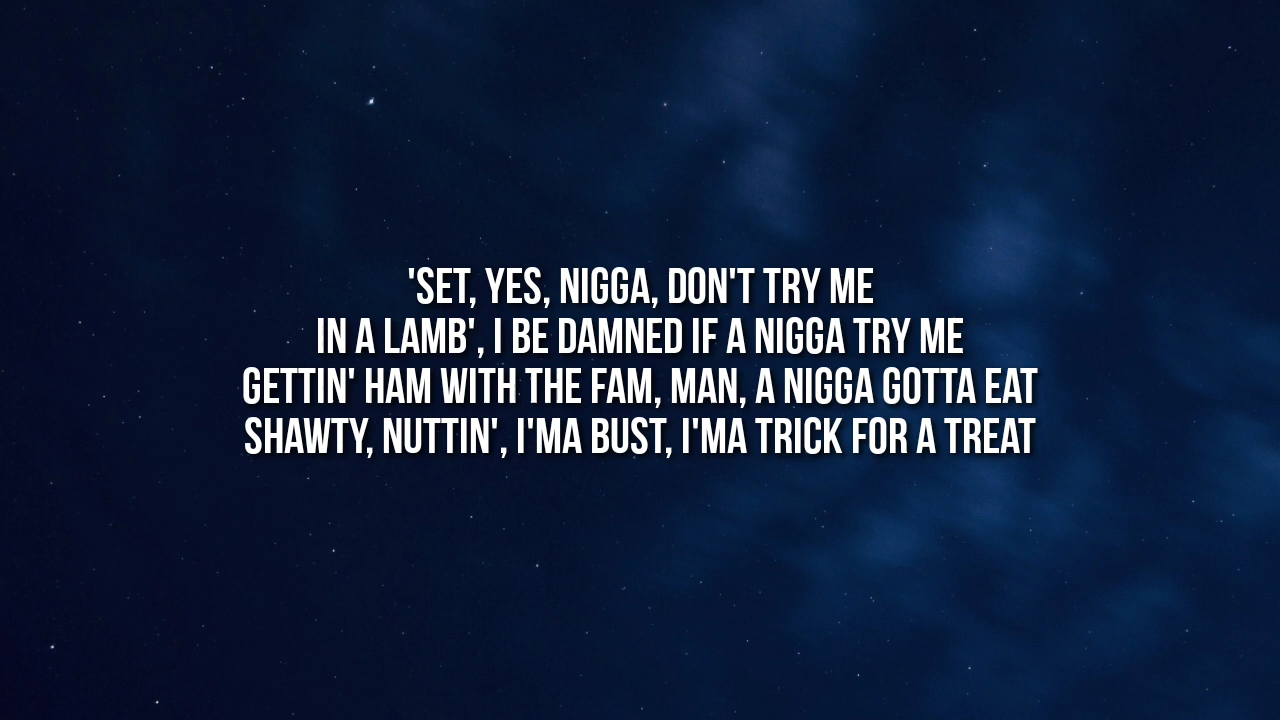 'SET, YES, NIGGA, DON'T TRY ME
IN A LAMB', I BE DAMNED IF A NIGGA TRY ME
GETTIN' HAM WITH THE FAM, MAN, A NIGGA GOTTA EAT
SHAWTY, NUTTIN', I'MA BUST, I'MA TRICK FOR A TREAT